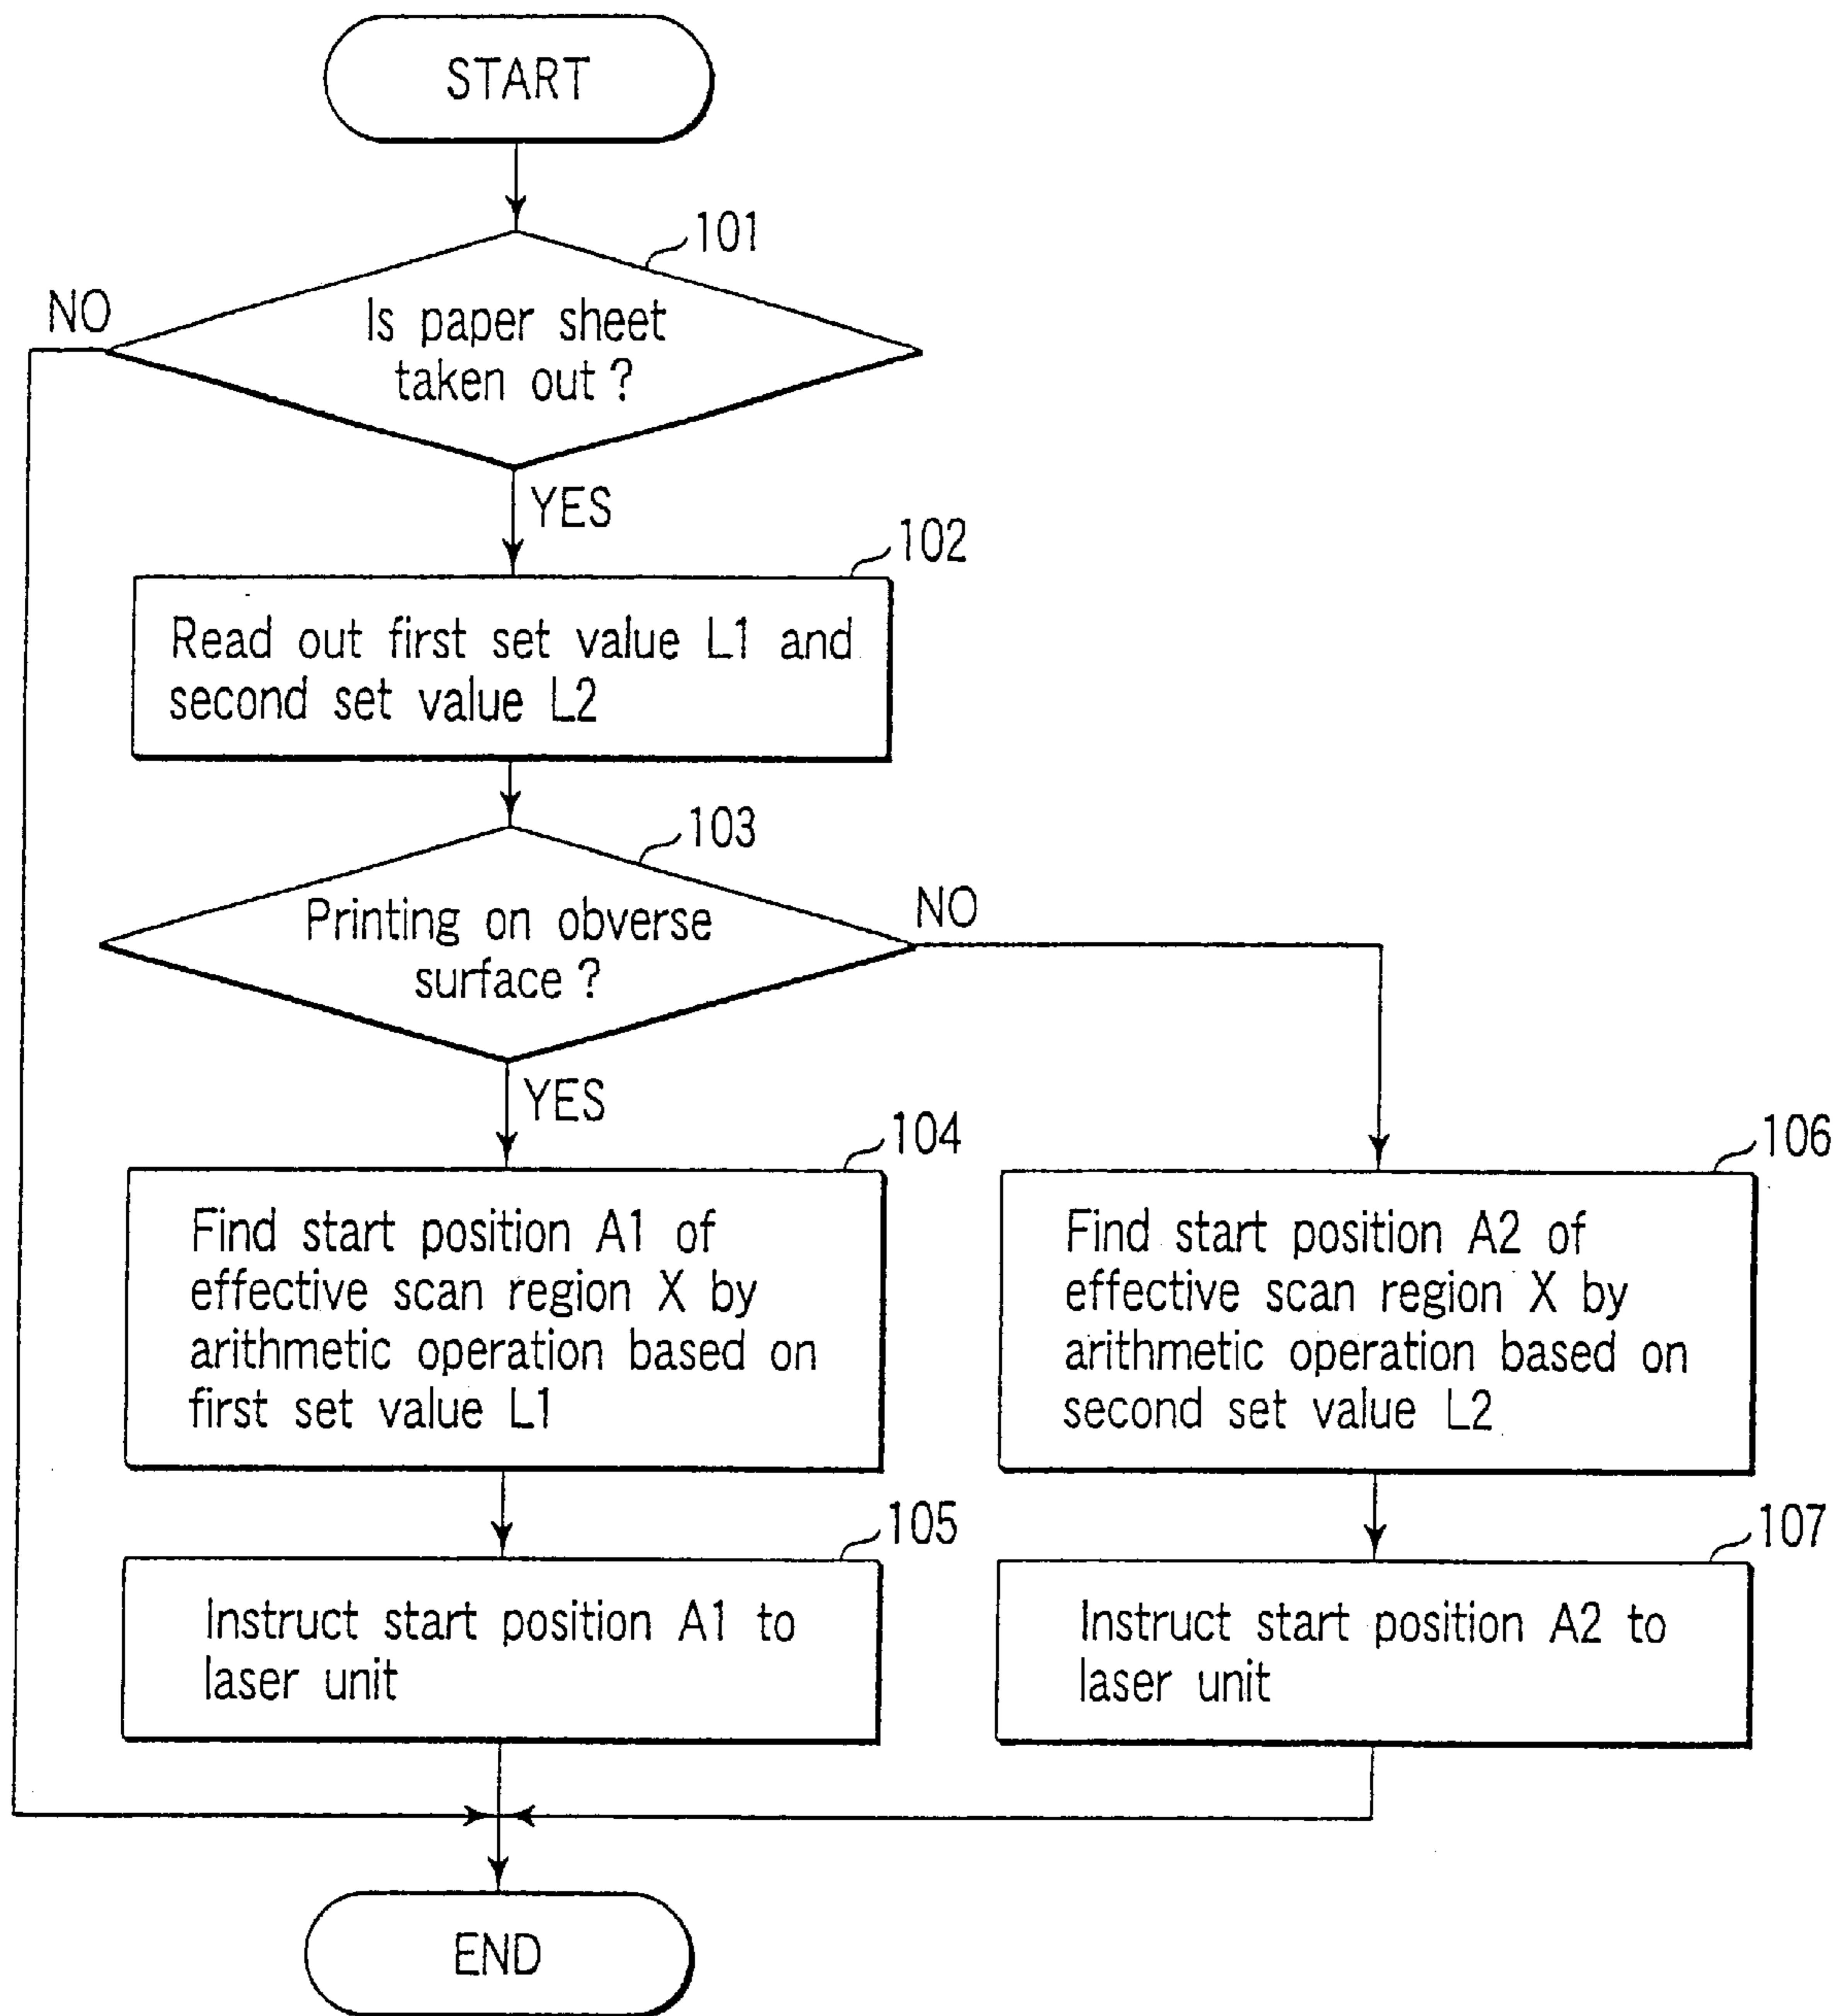 START
101
NO
Is paper sheet
taken out ?
YES
102
Read out first set value L1 and
second set value L2
103
Printing on obverse
surface ?
NO
YES
104
Find start position A1 of
effective scan region X by
arithmetic operation based on
first set value L1
106
Find start position A2 of
effective scan region X by
arithmetic operation based on
second set value L2
105
Instruct start position A1 to
laser unit
107
Instruct start position A2 to
laser unit
END